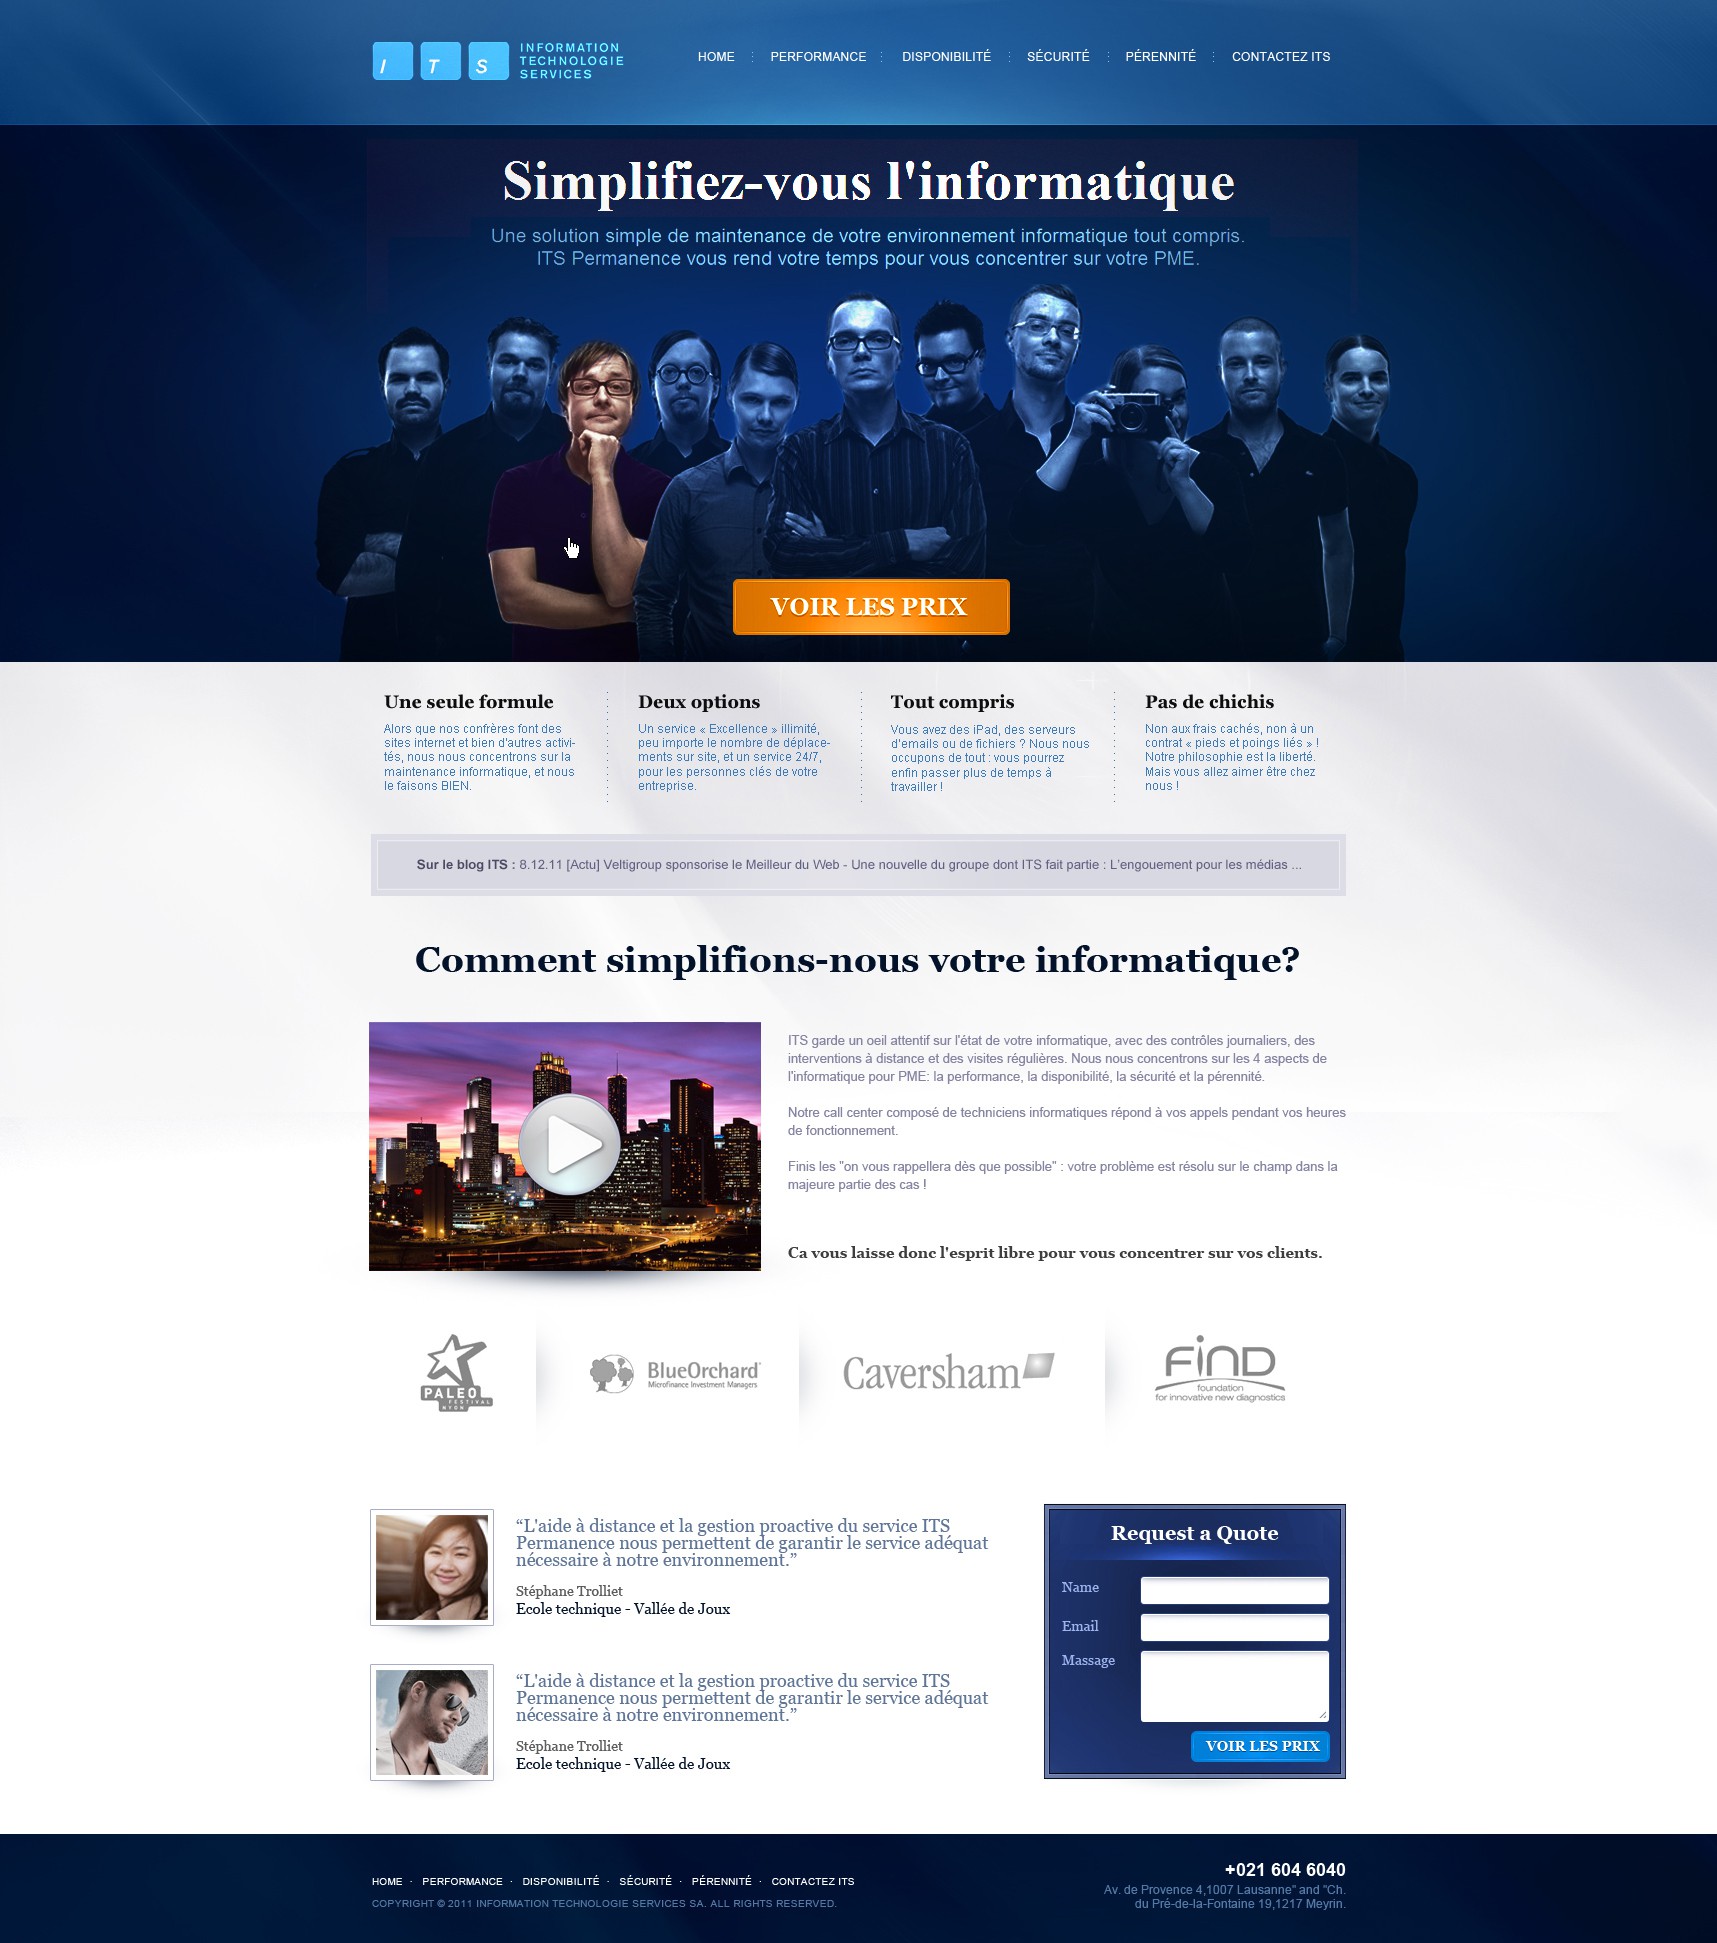 I T S
INFORMATION
TECHNOLOGIE
SERVICES
HOME PERFORMANCE DISPONIBILITÉ SÉCURITÉ PÉRENNITÉ CONTACTEZ ITS
Simplifiez-vous l'informatique
Une solution simple de maintenance de votre environnement informatique tout compris.
ITS Permanence vous rend votre temps pour vous concentrer sur votre PME.
VOIR LES PRIX
Une seule formule
Alors que nos confrères font des
sites internet et bien d'autres activi-
tés, nous nous concentrons sur la
maintenance informatique, et nous
le faisons BIEN.
Deux options
Un service « Excellence » illimité,
peu importe le nombre de déplace-
ments sur site, et un service 24/7,
pour les personnes clés de votre
entreprise.
Tout compris
Vous avez des iPad, des serveurs
d'emails ou de fichiers ? Nous nous
occupons de tout : vous pourrez
enfin passer plus de temps à
travailler !
Pas de chichis
Non aux frais cachés, non à un
contrat « pieds et poings liés » !
Notre philosophie est la liberté.
Mais vous allez aimer être chez
nous !
Sur le blog ITS : 8.12.11 [Actu] Veltigroup sponsorise le Meilleur du Web - Une nouvelle du groupe dont ITS fait partie : L'engouement pour les médias ...
Comment simplifions-nous votre informatique?
ITS garde un oeil attentif sur l'état de votre informatique, avec des contrôles journaliers, des
interventions à distance et des visites régulières. Nous nous concentrons sur les 4 aspects de
l'informatique pour PME: la performance, la disponibilité, la sécurité et la pérennité.
Notre call center composé de techniciens informatiques répond à vos appels pendant vos heures
de fonctionnement.
Finis les "on vous rappellera dès que possible" : votre problème est résolu sur le champ dans la
majeure partie des cas !
Ca vous laisse donc l'esprit libre pour vous concentrer sur vos clients.
PALEO
FESTIVAL
NYON
BlueOrchard
Microfinance Investment Managers
Caversham
FIND
foundation
for innovative new diagnostics
“L'aide à distance et la gestion proactive du service ITS
Permanence nous permettent de garantir le service adéquat
nécessaire à notre environnement.”
Stéphane Trolliet
Ecole technique - Vallée de Joux
“L'aide à distance et la gestion proactive du service ITS
Permanence nous permettent de garantir le service adéquat
nécessaire à notre environnement.”
Stéphane Trolliet
Ecole technique - Vallée de Joux
Request a Quote
Name
Email
Massage
VOIR LES PRIX
HOME · PERFORMANCE · DISPONIBILITÉ · SÉCURITÉ · PÉRENNITÉ · CONTACTEZ ITS
COPYRIGHT © 2011 INFORMATION TECHNOLOGIE SERVICES SA. ALL RIGHTS RESERVED.
+021 604 6040
Av. de Provence 4,1007 Lausanne" and "Ch.
du Pré-de-la-Fontaine 19,1217 Meyrin.